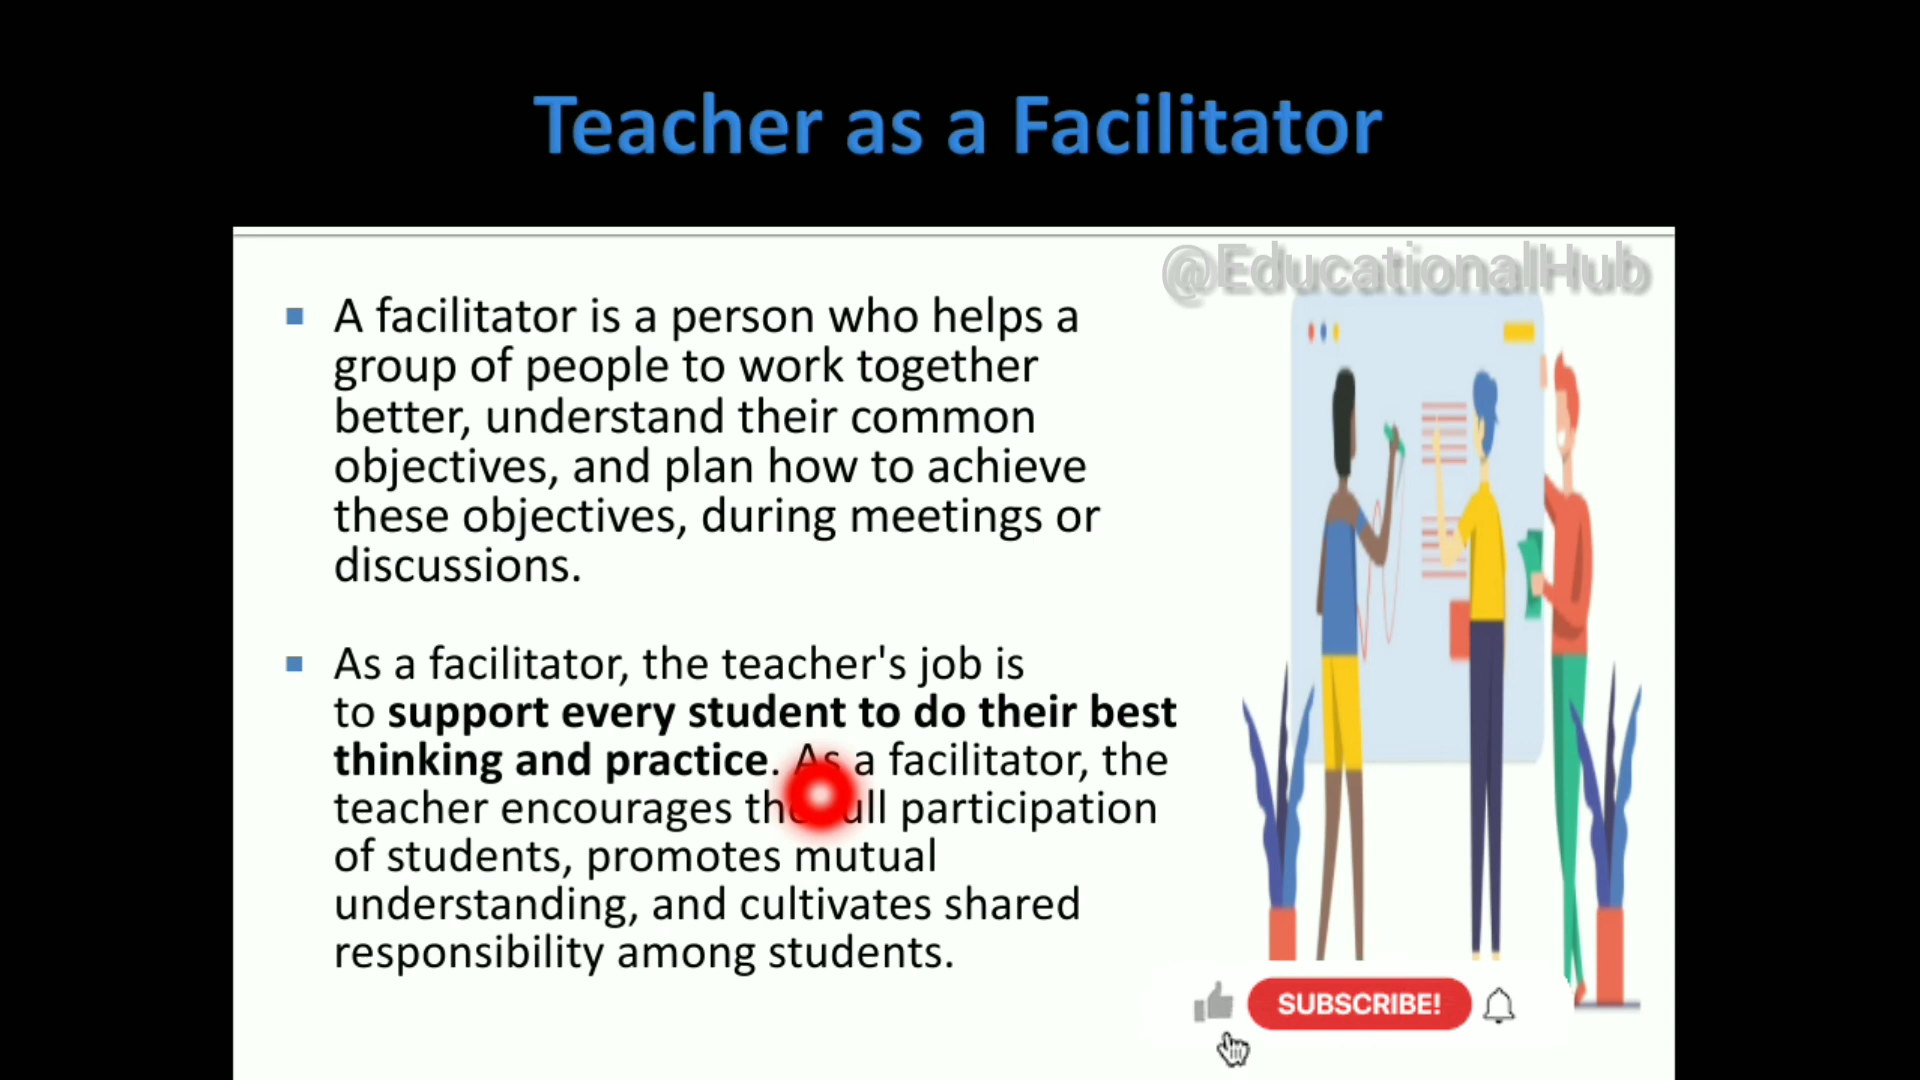 Teacher as a Facilitator
@EducationalHub
▪ A facilitator is a person who helps a
group of people to work together
better, understand their common
objectives, and plan how to achieve
these objectives, during meetings or
discussions.
▪ As a facilitator, the teacher's job is
to support every student to do their best
thinking and practice. As a facilitator, the
teacher encourages the full participation
of students, promotes mutual
understanding, and cultivates shared
responsibility among students.
SUBSCRIBE!